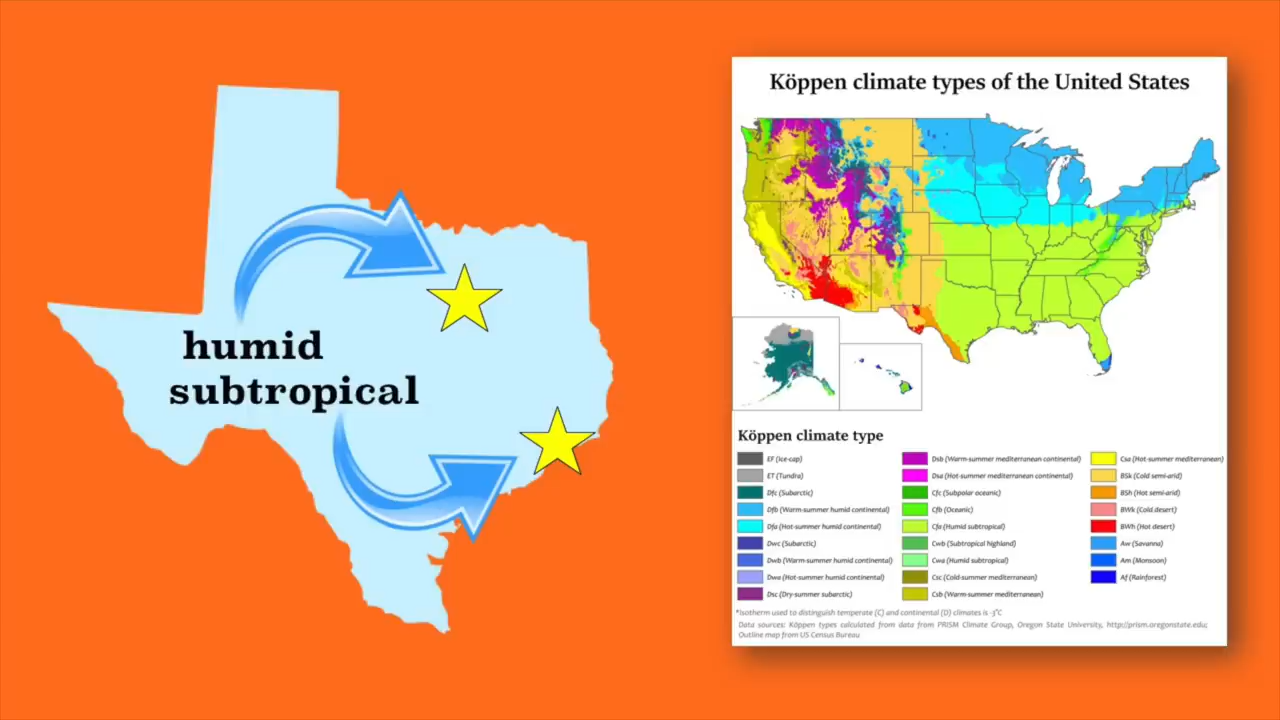 humid
subtropical
Köppen climate types of the United States
Köppen climate type
EF (Ice-cap)
ET (Tundra)
Dfc (Subarctic)
Dfb (Warm-summer humid continental)
Dfa (Hot-summer humid continental)
Dwc (Subarctic)
Dwb (Warm-summer humid continental)
Dwa (Hot-summer humid continental)
Dsc (Dry-summer subarctic)
Dsb (Warm-summer mediterranean continental)
Dsa (Hot-summer mediterranean continental)
Cfc (Subpolar oceanic)
Cfb (Oceanic)
Cfa (Humid subtropical)
Cwb (Subtropical highland)
Cwa (Humid subtropical)
Csc (Cold-summer mediterranean)
Csb (Warm-summer mediterranean)
Csa (Hot-summer mediterranean)
BSk (Cold semi-arid)
BSh (Hot semi-arid)
BWk (Cold desert)
BWh (Hot desert)
Aw (Savanna)
Am (Monsoon)
Af (Rainforest)
*Isotherm used to distinguish temperate (C) and continental (D) climates is -3°C
Data sources: Köppen types calculated from data from PRISM Climate Group, Oregon State University, http://prism.oregonstate.edu;
Outline map from US Census Bureau